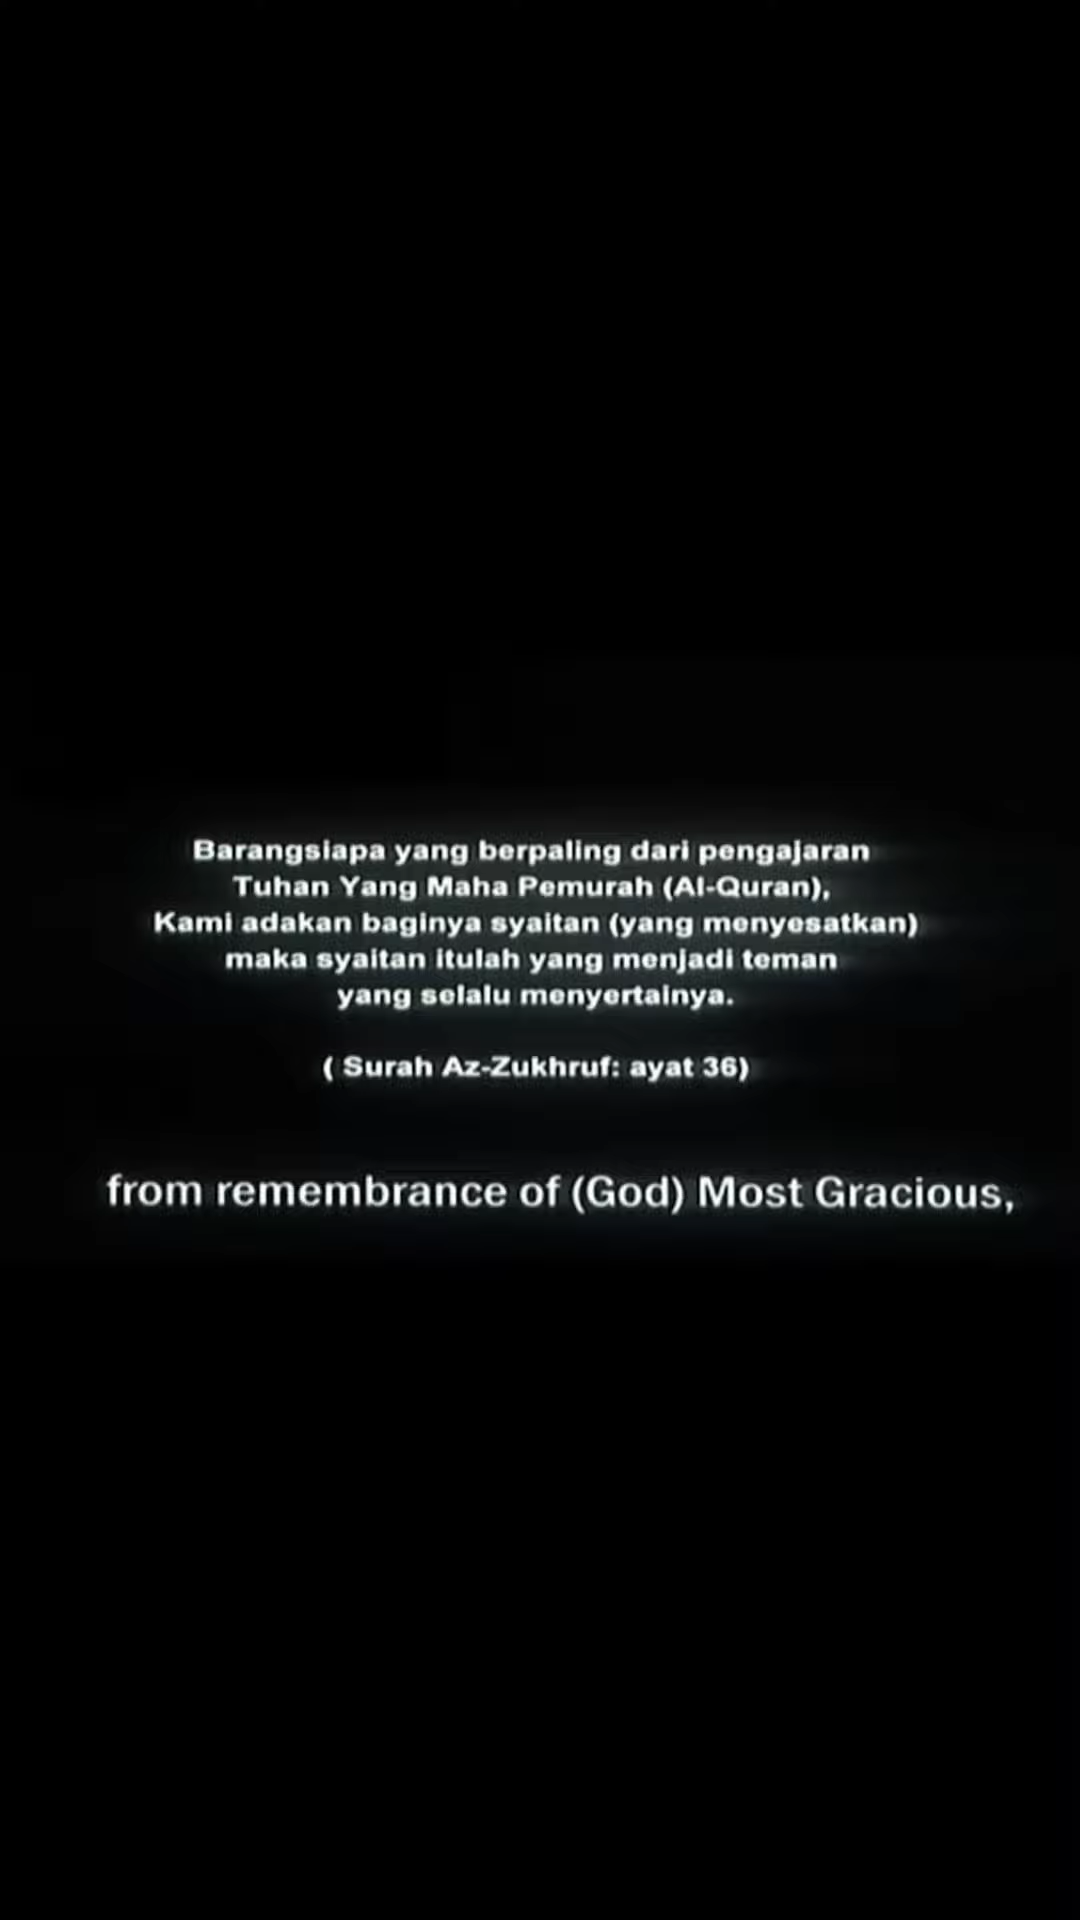 Barangsiapa yang berpaling dari pengajaran
Tuhan Yang Maha Pemurah (Al-Quran),
Kami adakan baginya syaitan (yang menyesatkan)
maka syaitan itulah yang menjadi teman
yang selalu menyertainya.
( Surah Az-Zukhruf: ayat 36)
from remembrance of (God) Most Gracious,